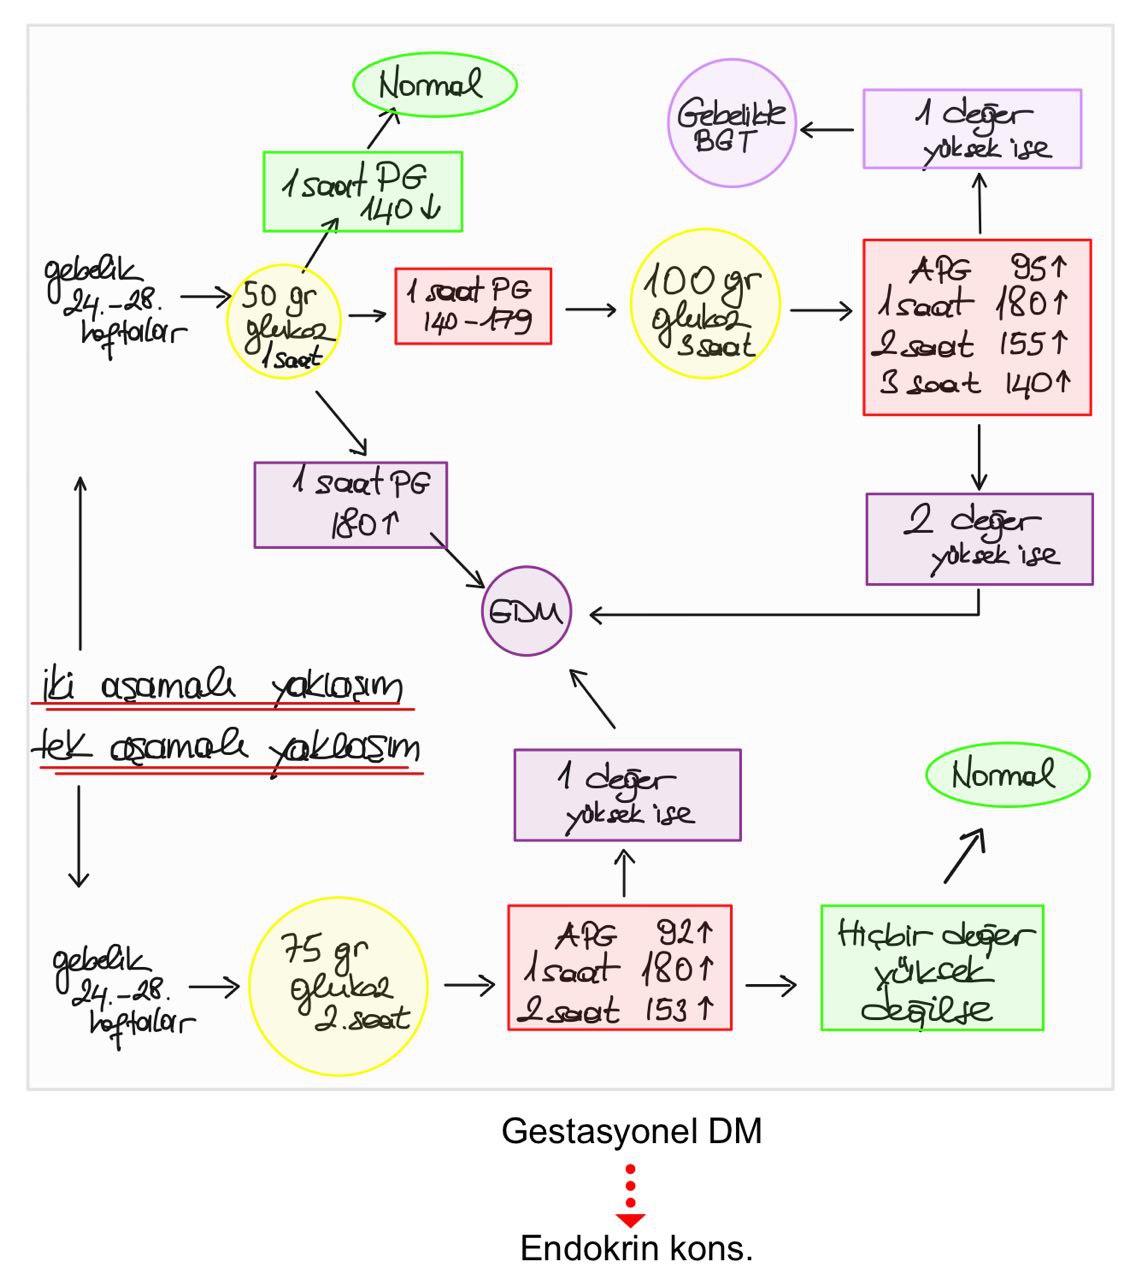 Normal
1 saat PG
140↓
gebelik
24.-28.
haftalar
50 gr
glukoz
1 saat
1 saat PG
140-179
100 gr
glukoz
3 saat
APG 95↑
1 saat 180↑
2 saat 155↑
3 saat 140↑
1 değer
yüksek ise
Gebelikte
BGT
1 saat PG
180↑
2 değer
yüksek ise
GDM
iki aşamalı yaklaşım
tek aşamalı yaklaşım
1 değer
yüksek ise
Normal
gebelik
24.-28.
haftalar
75 gr
glukoz
2.saat
APG 92↑
1 saat 180↑
2 saat 153↑
Hiçbir değer
yüksek
değilse
Gestasyonel DM
Endokrin kons.